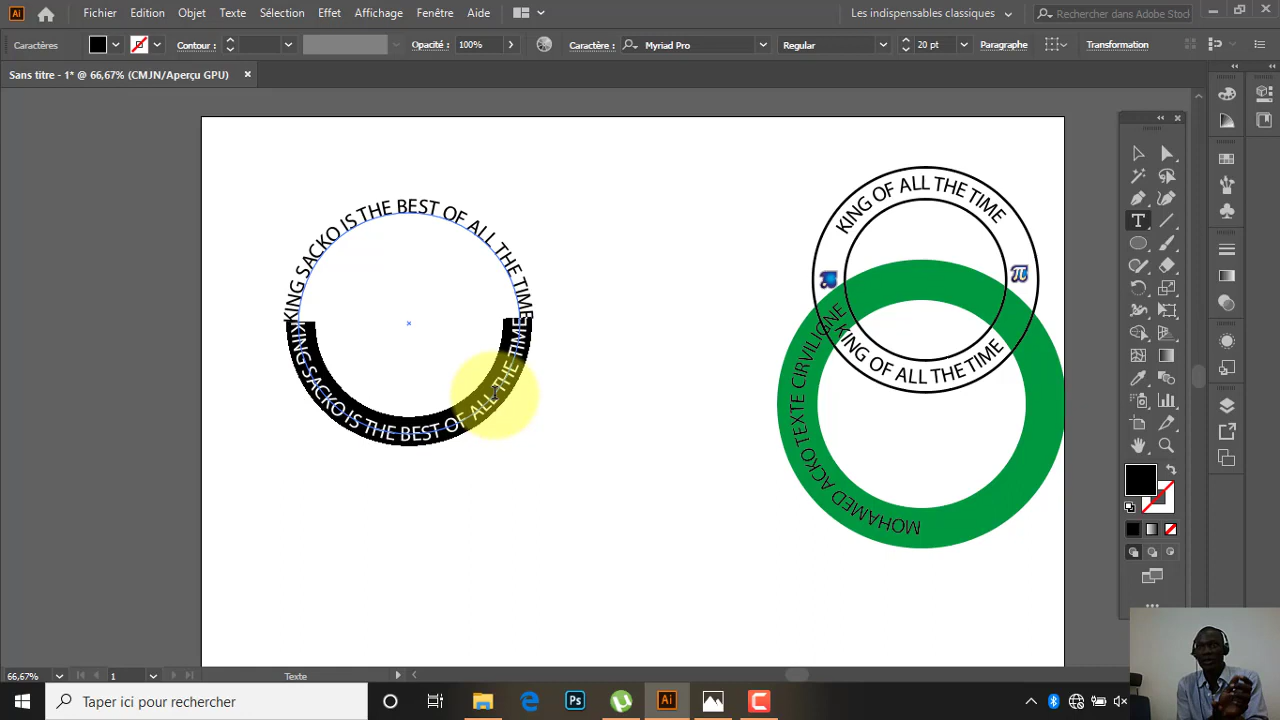 Fichier Edition Objet Texte Sélection Effet Affichage Fenêtre Aide
Les indispensables classiques
Rechercher dans Adobe Stock
Caractères
Contour :
Opacité : 100%
Caractère : Myriad Pro
Regular
20 pt
Paragraphe
Transformation
Sans titre - 1* @ 66,67% (CMJN/Aperçu GPU)
KING SACKO IS THE BEST OF ALL THE TIME
KING SACKO IS THE BEST OF ALL THE TIME
KING OF ALL THE TIME
π
KING OF ALL THE TIME
MOHAMED ACKO TEXTE CIRVILIGNE
66,67%
1
Texte
Taper ici pour rechercher
Ps
Ai